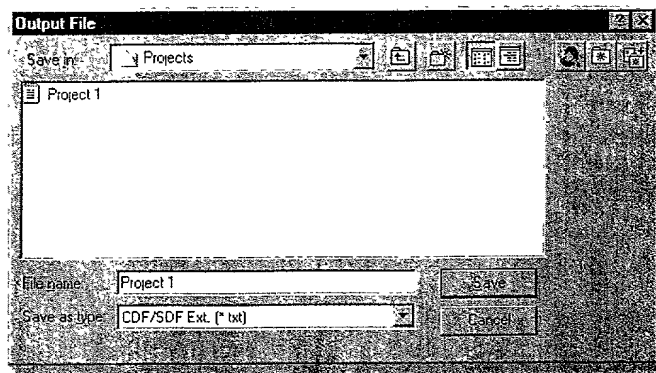 Output File
Save in: Projects
Project 1
File name: Project 1 Save
Save as type: CDF/SDF Ext. (*.txt) Cancel